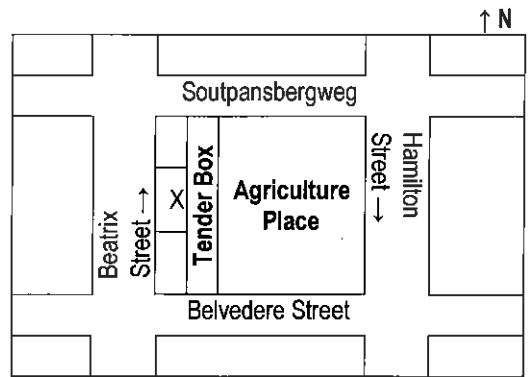 ↑ N
Soutpansbergweg
Beatrix
Street →
X
Tender Box
Agriculture
Place
Hamilton
Street →
Belvedere Street